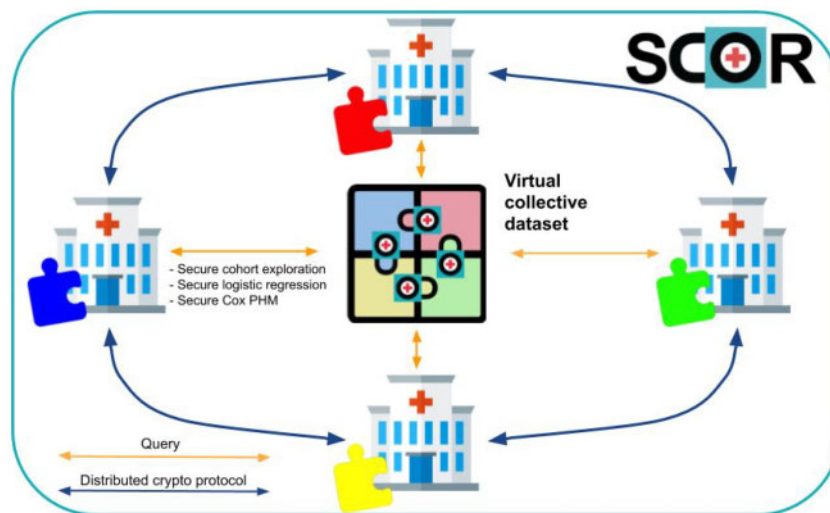 SCOR
Virtual
collective
dataset
- Secure cohort exploration
- Secure logistic regression
- Secure Cox PHM
Query
Distributed crypto protocol